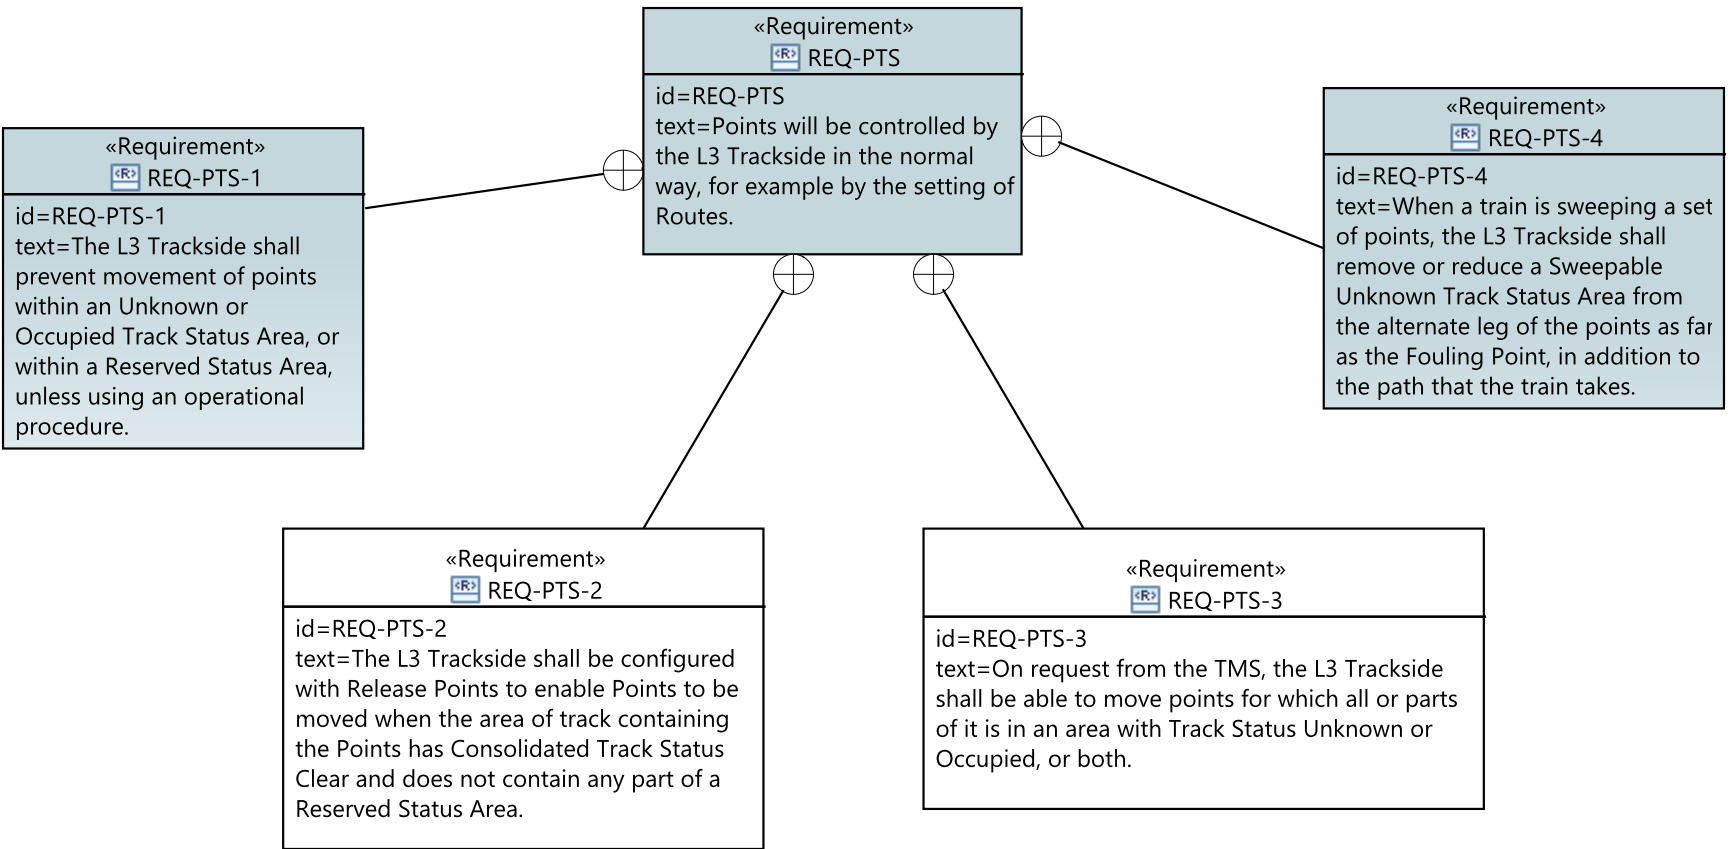 «Requirement»
<R> REQ-PTS
id=REQ-PTS
text=Points will be controlled by
the L3 Trackside in the normal
way, for example by the setting of
Routes.
«Requirement»
<R> REQ-PTS-1
id=REQ-PTS-1
text=The L3 Trackside shall
prevent movement of points
within an Unknown or
Occupied Track Status Area, or
within a Reserved Status Area,
unless using an operational
procedure.
«Requirement»
<R> REQ-PTS-4
id=REQ-PTS-4
text=When a train is sweeping a set
of points, the L3 Trackside shall
remove or reduce a Sweepable
Unknown Track Status Area from
the alternate leg of the points as far
as the Fouling Point, in addition to
the path that the train takes.
«Requirement»
<R> REQ-PTS-2
id=REQ-PTS-2
text=The L3 Trackside shall be configured
with Release Points to enable Points to be
moved when the area of track containing
the Points has Consolidated Track Status
Clear and does not contain any part of a
Reserved Status Area.
«Requirement»
<R> REQ-PTS-3
id=REQ-PTS-3
text=On request from the TMS, the L3 Trackside
shall be able to move points for which all or parts
of it is in an area with Track Status Unknown or
Occupied, or both.